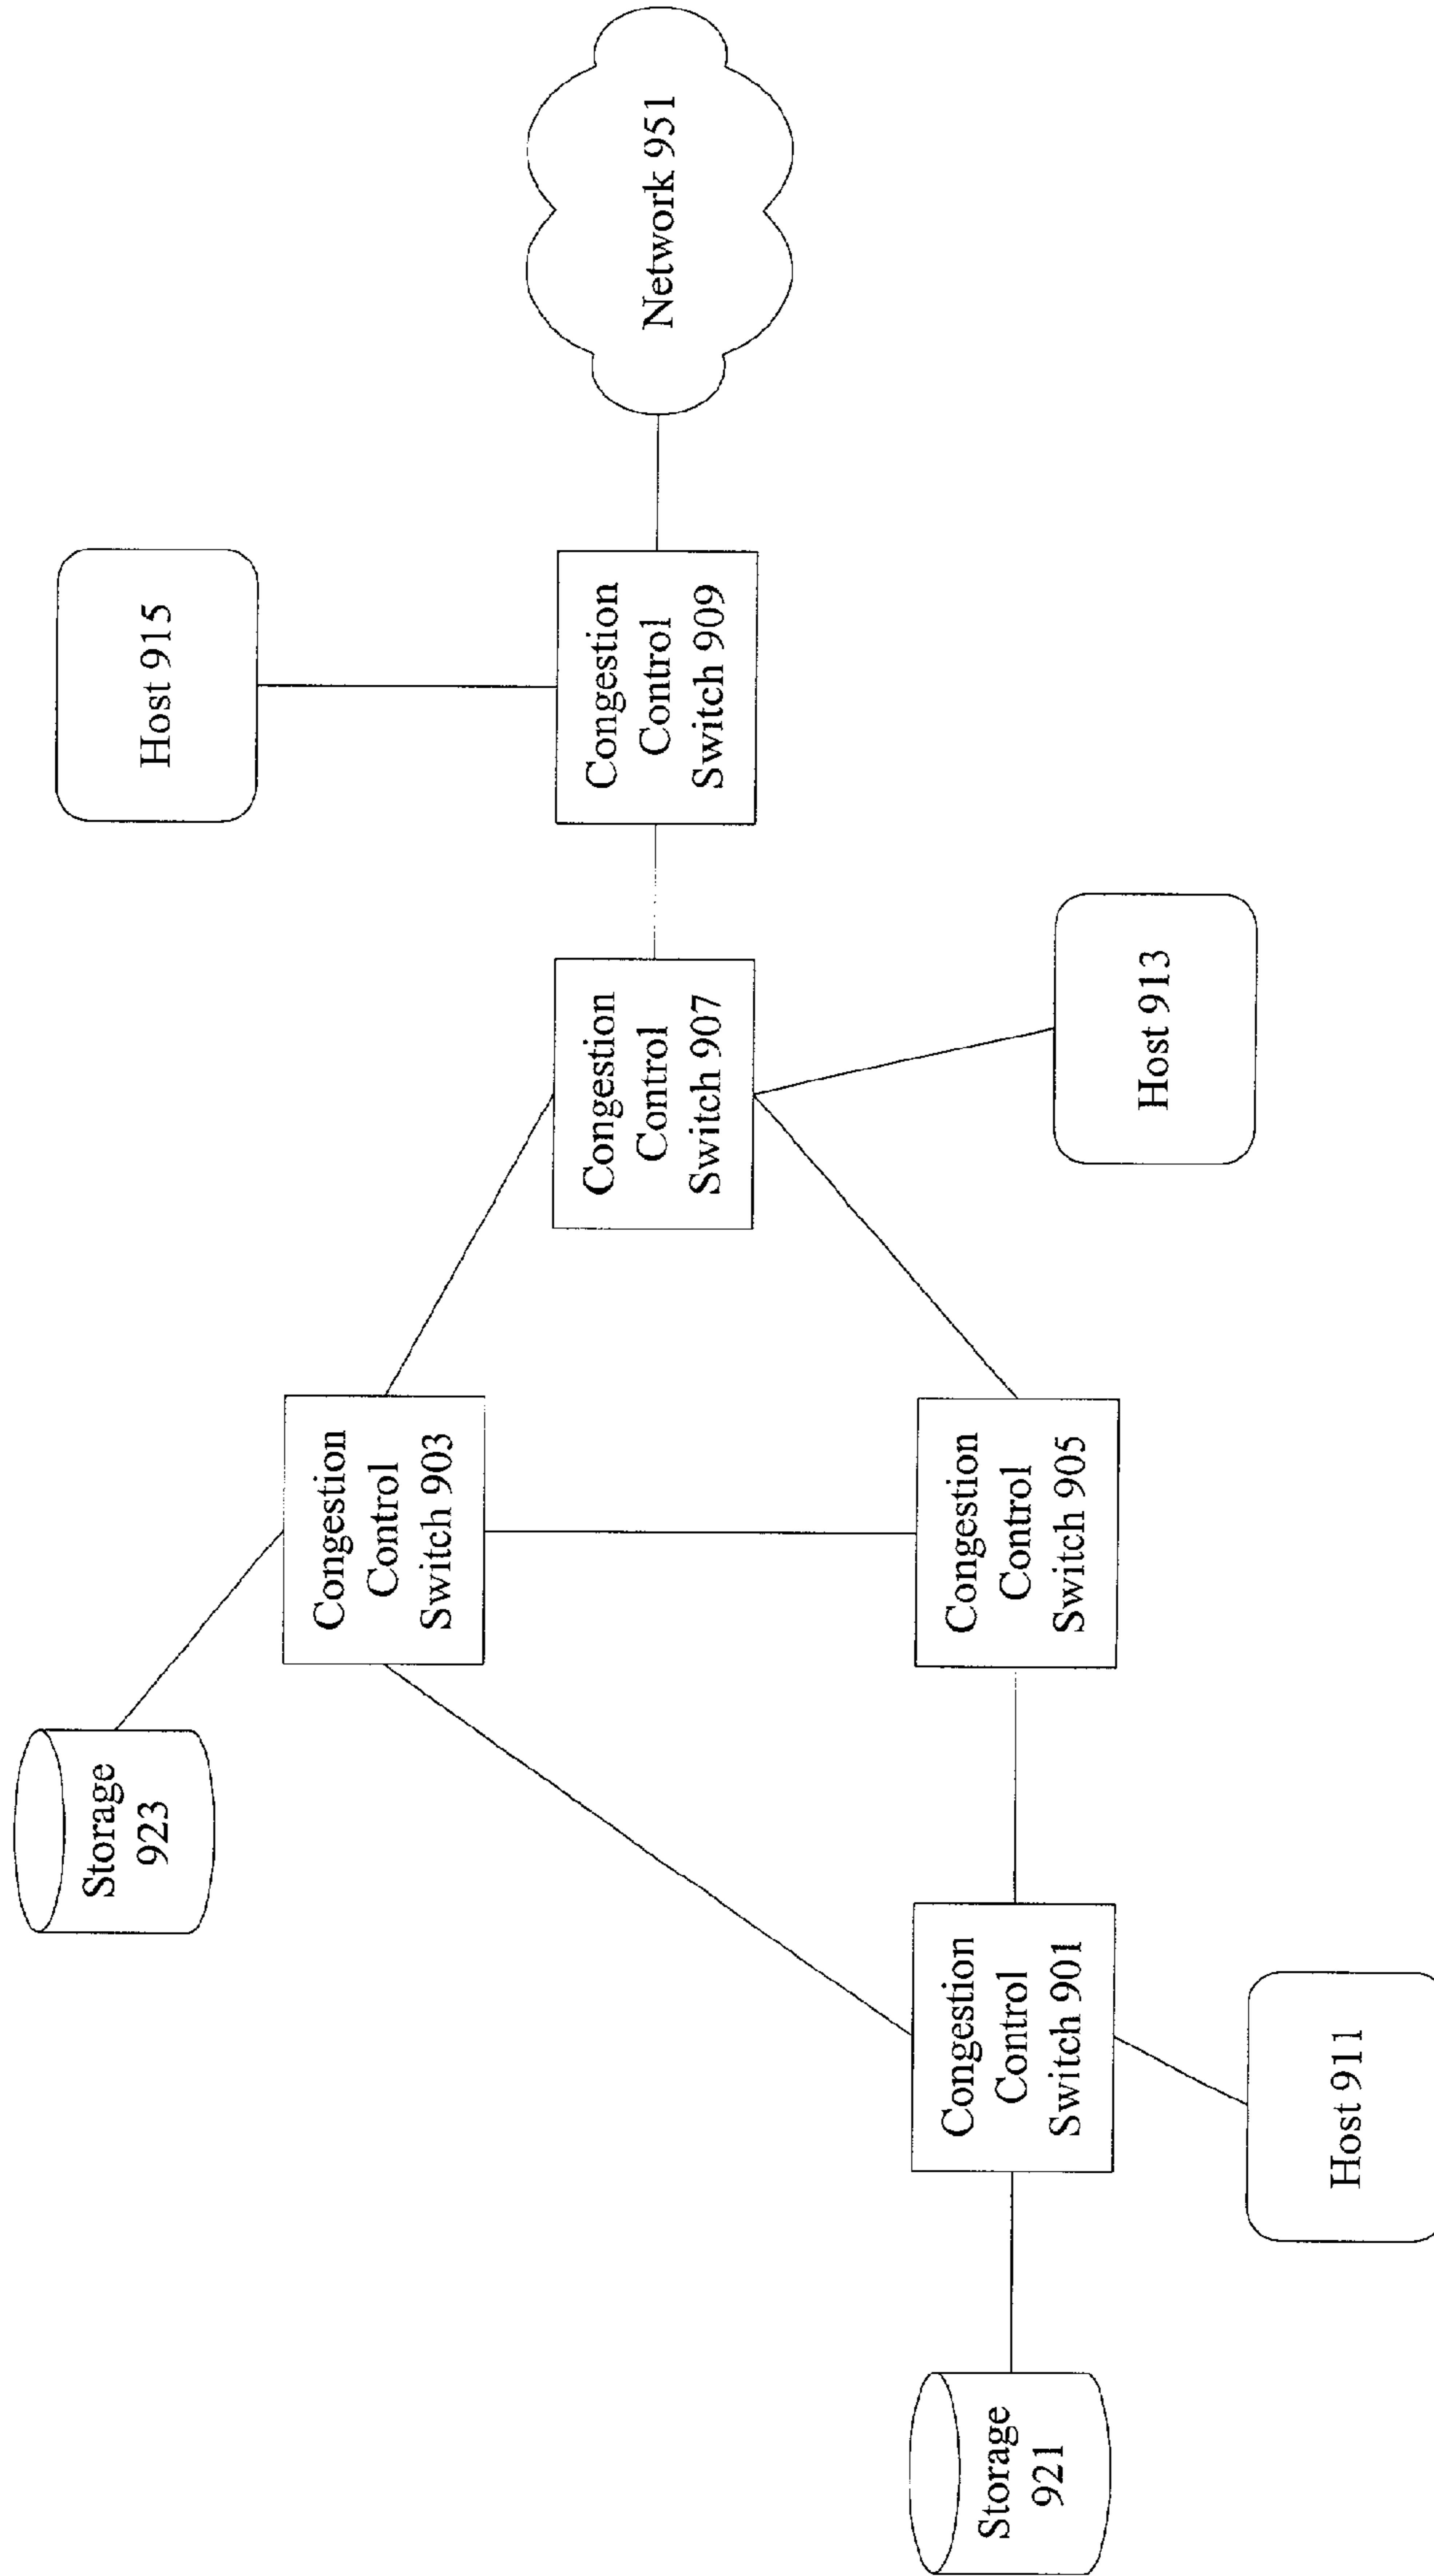 Storage
923
Host 915
Congestion
Control
Switch 903
Congestion
Control
Switch 907
Congestion
Control
Switch 909
Network 951
Storage
921
Congestion
Control
Switch 901
Congestion
Control
Switch 905
Host 913
Host 911